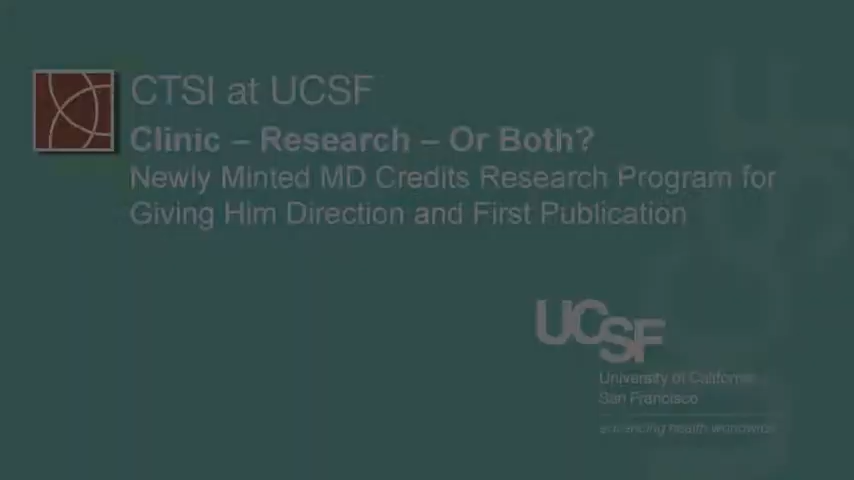 CTSI at UCSF
Clinic – Research – Or Both?
Newly Minted MD Credits Research Program for
Giving Him Direction and First Publication
UCSF
University of California
San Francisco
enhancing health worldwide